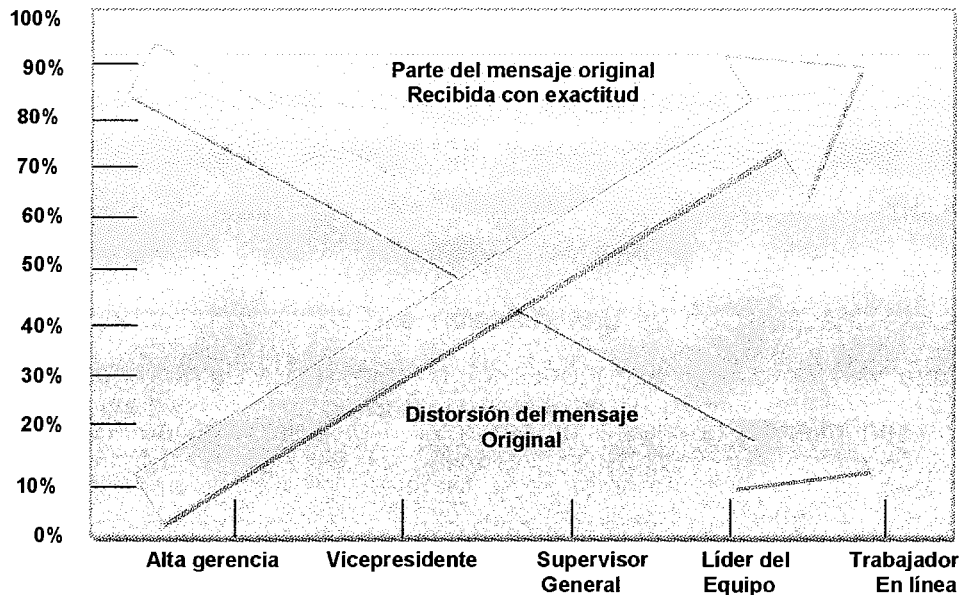 100%
90%
Parte del mensaje original
Recibida con exactitud
80%
70%
60%
50%
40%
30%
20%
Distorsión del mensaje
Original
10%
0%
Alta gerencia
Vicepresidente
Supervisor
General
Líder del
Equipo
Trabajador
En línea